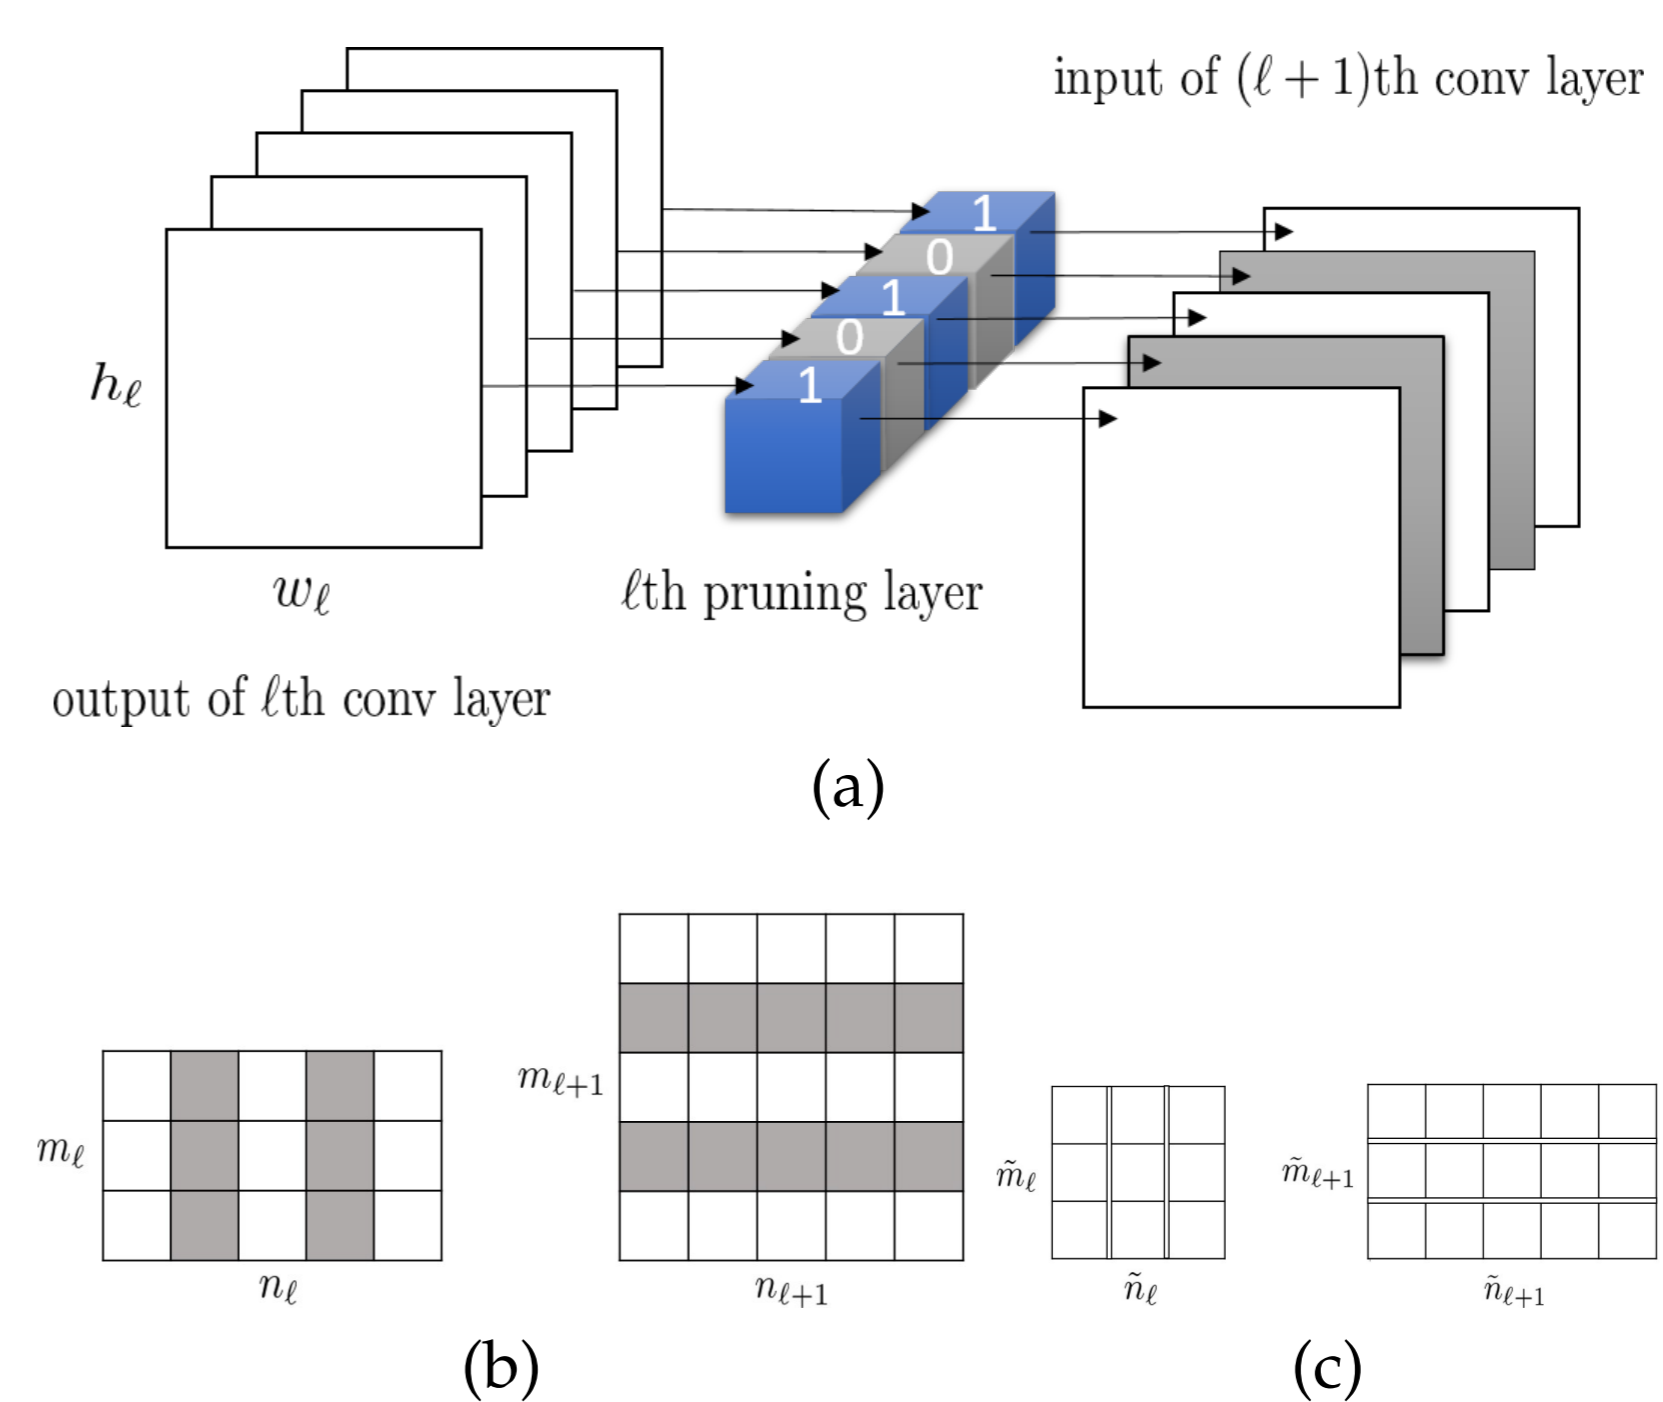 input of (ℓ + 1)th conv layer
1
0
1
0
1
hℓ
wℓ
ℓth pruning layer
output of ℓth conv layer
(a)
mℓ
nℓ
mℓ+1
nℓ+1
m̃ℓ
ñℓ
m̃ℓ+1
ñℓ+1
(b)
(c)